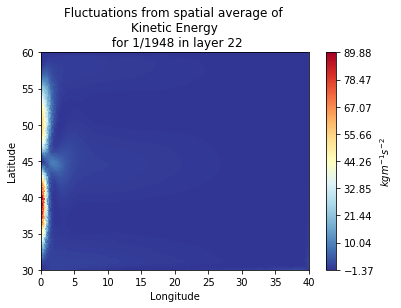 Fluctuations from spatial average of
Kinetic Energy
for 1/1948 in layer 22
60
55
50
45
40
35
30
Latitude
0 5 10 15 20 25 30 35 40
Longitude
89.88
78.47
67.07
55.66
44.26
32.85
21.44
10.04
−1.37
kgm⁻¹s⁻²